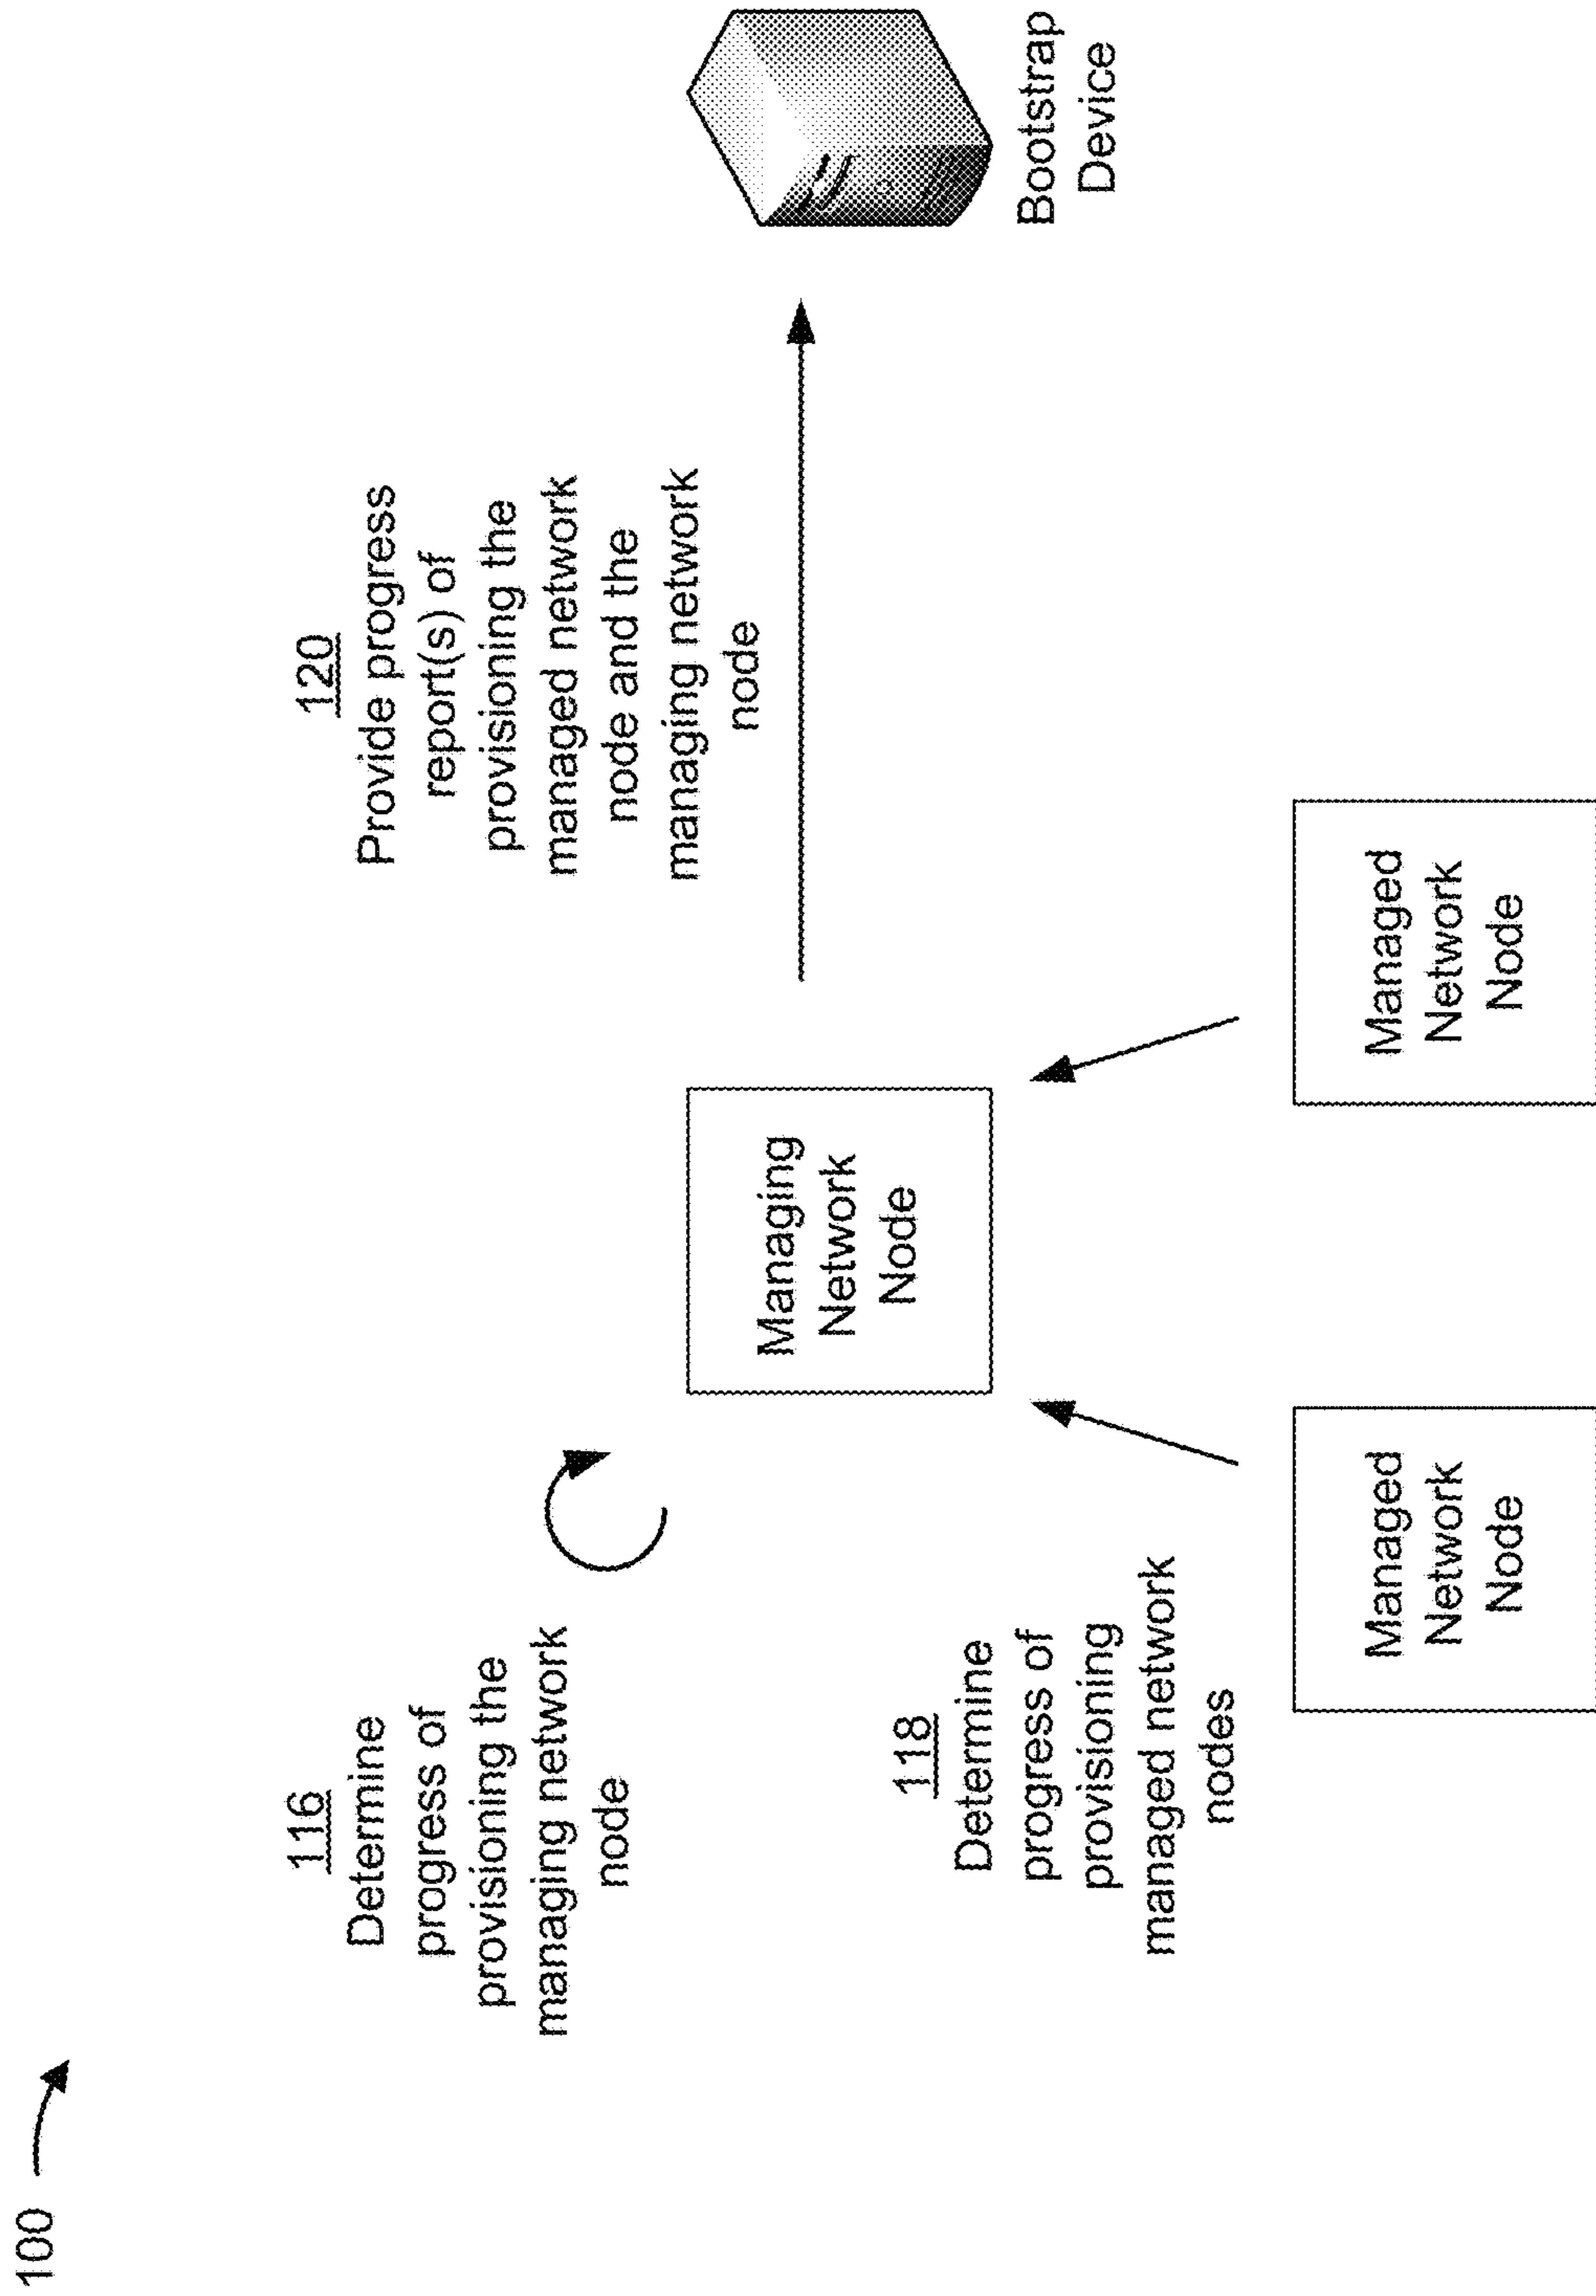 100
116
Determine
progress of
provisioning the
managing network
node
120
Provide progress
report(s) of
provisioning the
managed network
node and the
managing network
node
Managing
Network
Node
Bootstrap
Device
118
Determine
progress of
provisioning
managed network
nodes
Managed
Network
Node
Managed
Network
Node